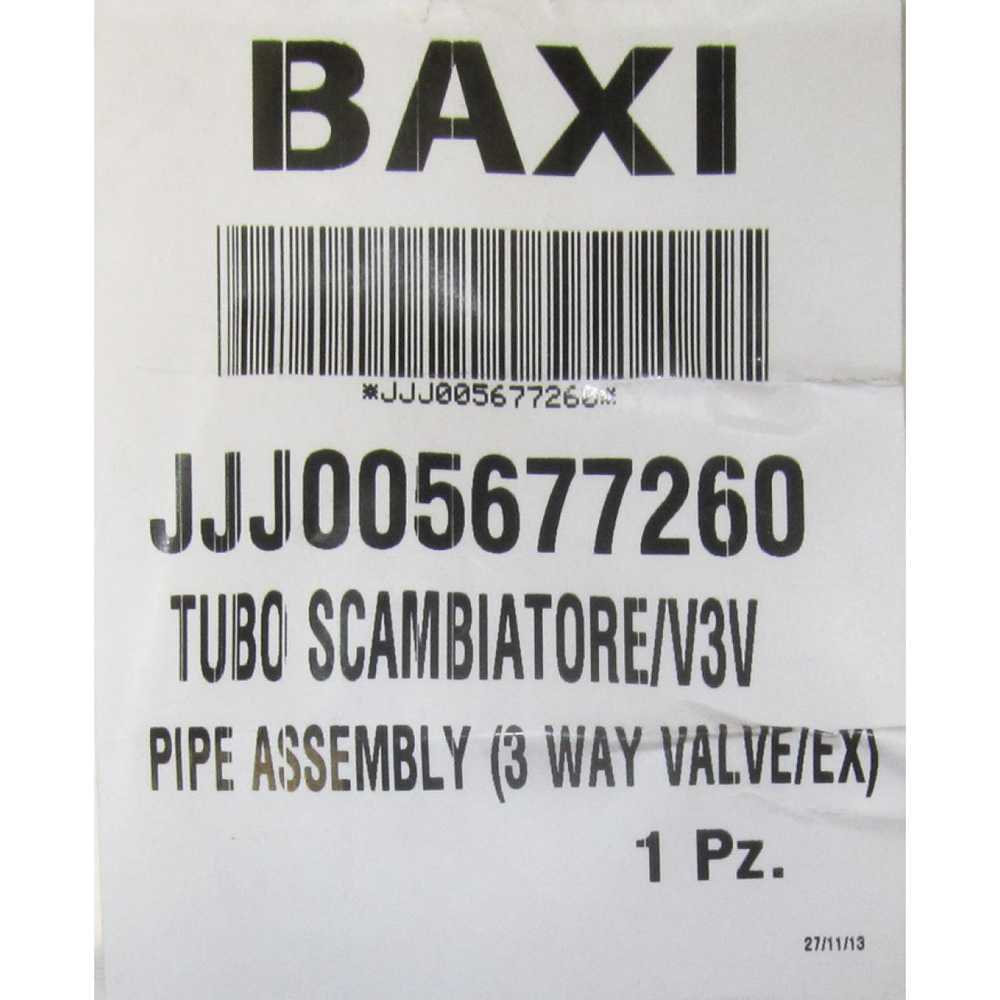 BAXI
*JJJ005677260*
JJJ005677260
TUBO SCAMBIATORE/V3V
PIPE ASSEMBLY (3 WAY VALVE/EX)
1 Pz.
27/11/13